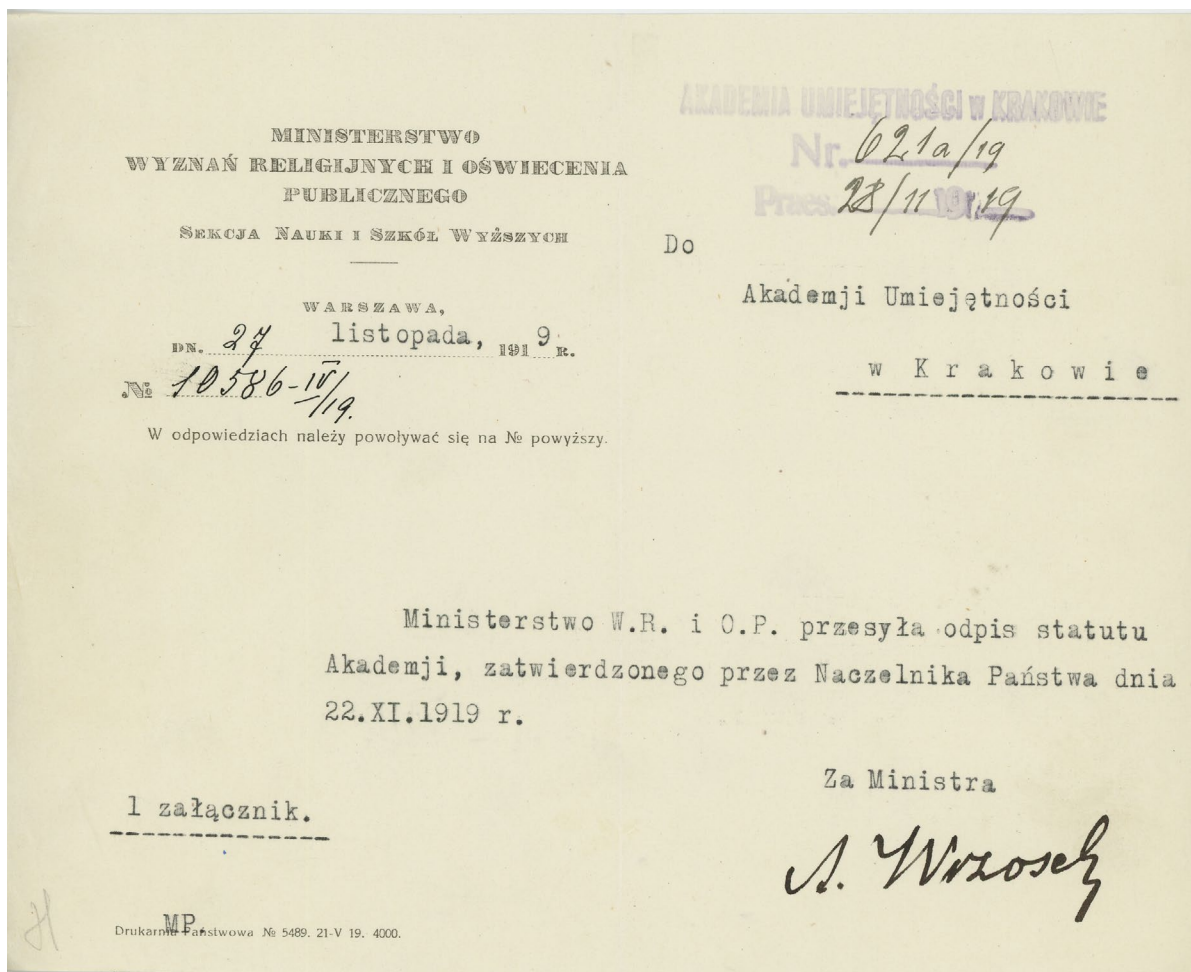 MINISTERSTWO
WYZNAŃ RELIGIJNYCH I OŚWIECENIA
PUBLICZNEGO
SEKCJA NAUKI I SZKÓŁ WYŻSZYCH
WARSZAWA,
DN. 27 listopada, 1919 R.
№ 10586-IV/19.
W odpowiedziach należy powoływać się na № powyższy.
AKADEMIA UMIEJĘTNOŚCI w KRAKOWIE
Nr. 621a/19
Praes. 28/11 19
Do
Akademji Umiejętności
w Krakowie
Ministerstwo W.R. i O.P. przesyła odpis statutu
Akademji, zatwierdzonego przez Naczelnika Państwa dnia
22.XI.1919 r.
Za Ministra
A. Wrzosek
1 załącznik.
MP.
Drukarnia Państwowa № 5489. 21-V 19. 4000.